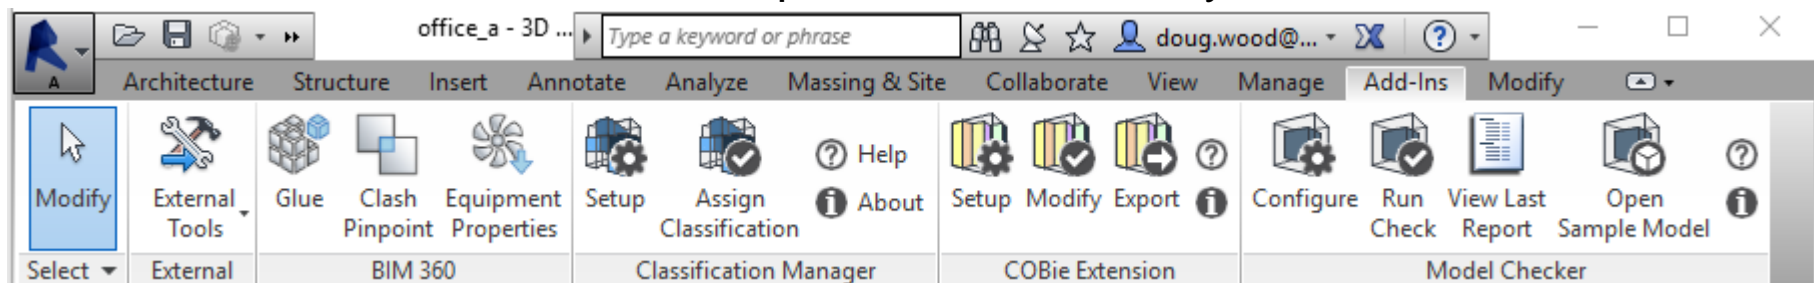 office_a - 3D ...
Type a keyword or phrase
doug.wood@...
A
Architecture Structure Insert Annotate Analyze Massing & Site Collaborate View Manage Add-Ins Modify
Modify
External
Tools
Glue
Clash
Pinpoint
Equipment
Properties
Setup
Assign
Classification
Help
About
Setup
Modify
Export
Configure
Run
Check
View Last
Report
Open
Sample Model
Select
External
BIM 360
Classification Manager
COBie Extension
Model Checker